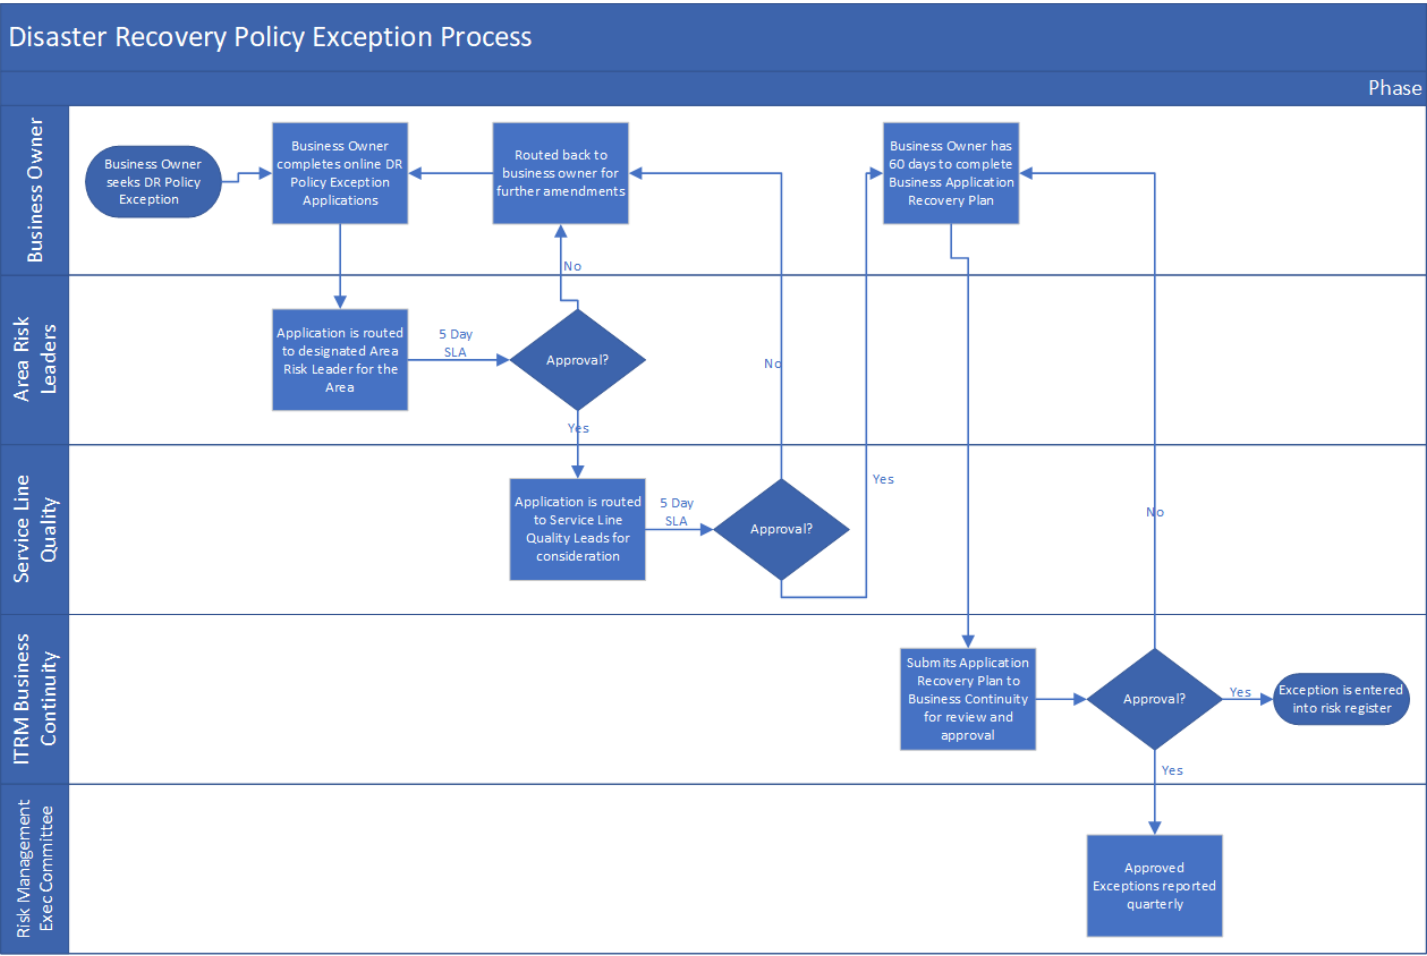 Disaster Recovery Policy Exception Process
Phase
Business Owner
Business Owner
seeks DR Policy
Exception
Business Owner
completes online DR
Policy Exception
Applications
Routed back to
business owner for
further amendments
Business Owner has
60 days to complete
Business Application
Recovery Plan
No
Area Risk
Leaders
Application is routed
to designated Area
Risk Leader for the
Area
5 Day
SLA
Approval?
No
Yes
Service Line
Quality
Application is routed
to Service Line
Quality Leads for
consideration
5 Day
SLA
Approval?
Yes
No
ITRM Business
Continuity
Submits Application
Recovery Plan to
Business Continuity
for review and
approval
Approval?
Yes
Exception is entered
into risk register
Yes
Risk Management
Exec Committee
Approved
Exceptions reported
quarterly